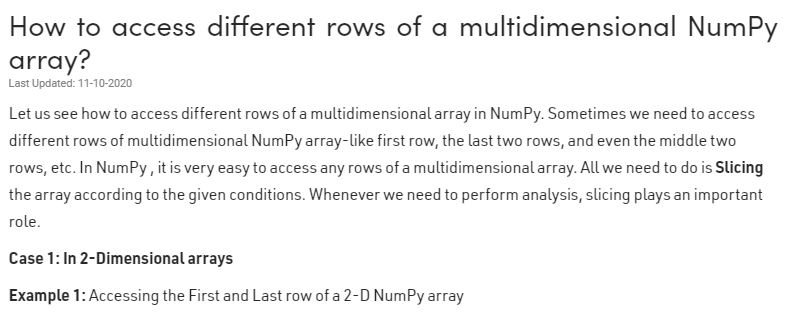 How to access different rows of a multidimensional NumPy
array?
Last Updated: 11-10-2020
Let us see how to access different rows of a multidimensional array in NumPy. Sometimes we need to access
different rows of multidimensional NumPy array-like first row, the last two rows, and even the middle two
rows, etc. In NumPy , it is very easy to access any rows of a multidimensional array. All we need to do is Slicing
the array according to the given conditions. Whenever we need to perform analysis, slicing plays an important
role.
Case 1: In 2-Dimensional arrays
Example 1: Accessing the First and Last row of a 2-D NumPy array